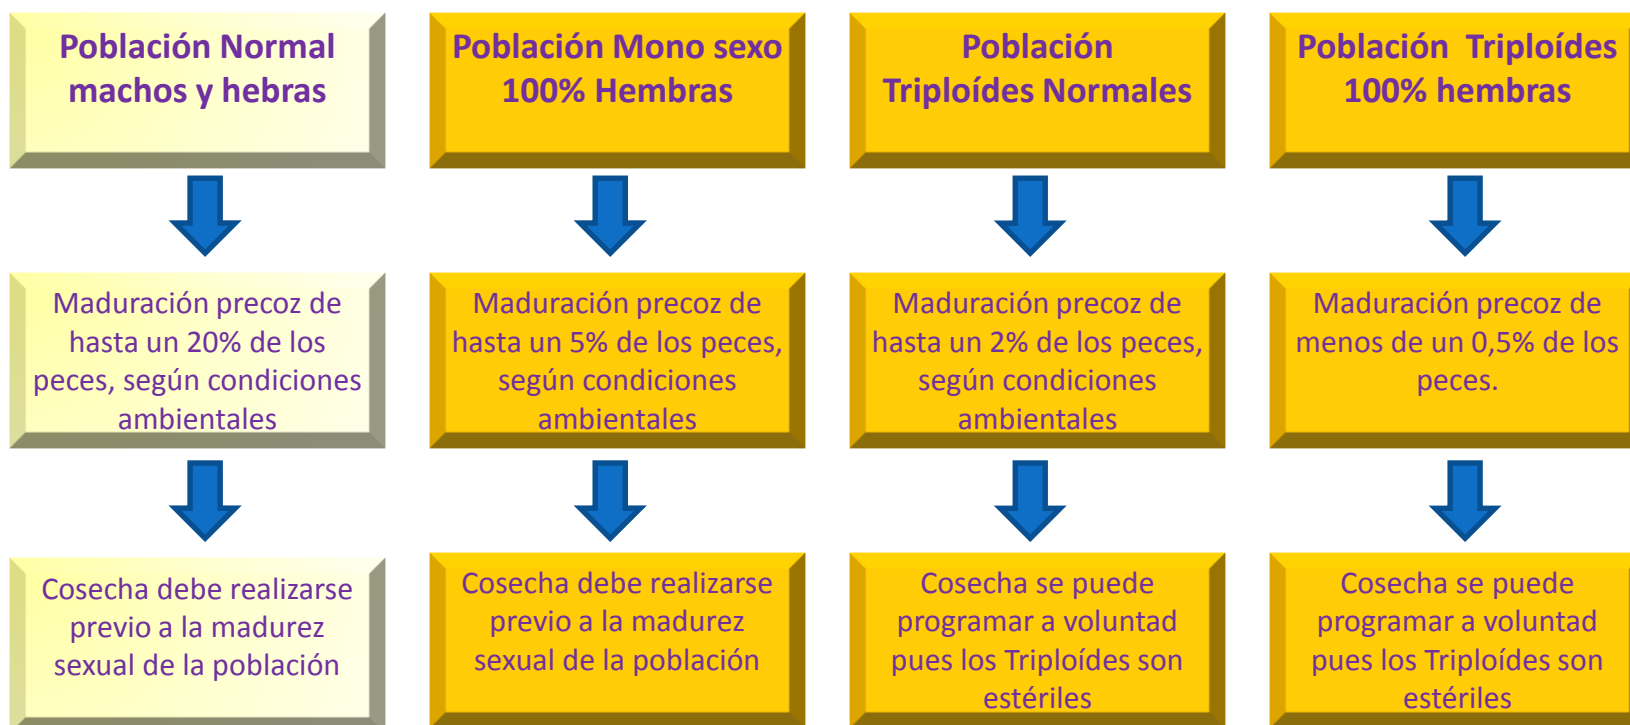 Población Normal
machos y hebras
Población Mono sexo
100% Hembras
Población
Triploídes Normales
Población Triploídes
100% hembras
Maduración precoz de
hasta un 20% de los
peces, según condiciones
ambientales
Maduración precoz de
hasta un 5% de los peces,
según condiciones
ambientales
Maduración precoz de
hasta un 2% de los peces,
según condiciones
ambientales
Maduración precoz de
menos de un 0,5% de los
peces.
Cosecha debe realizarse
previo a la madurez
sexual de la población
Cosecha debe realizarse
previo a la madurez
sexual de la población
Cosecha se puede
programar a voluntad
pues los Triploídes son
estériles
Cosecha se puede
programar a voluntad
pues los Triploídes son
estériles